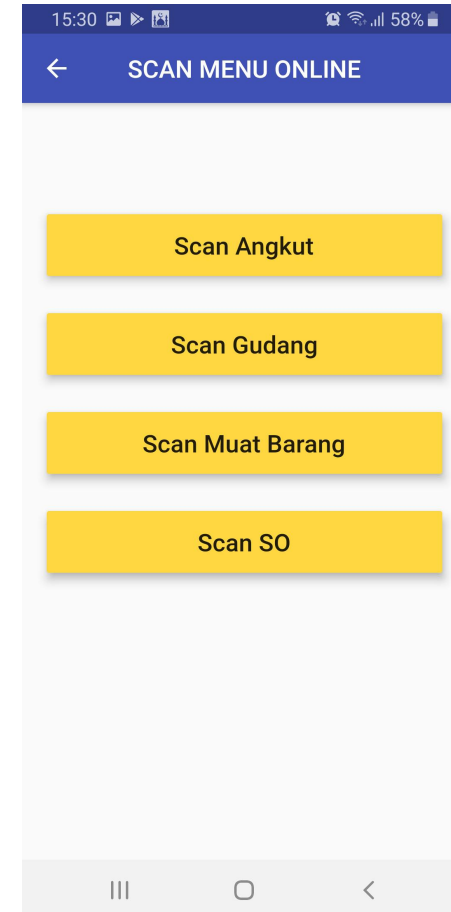 15:30 58%
SCAN MENU ONLINE
Scan Angkut
Scan Gudang
Scan Muat Barang
Scan SO